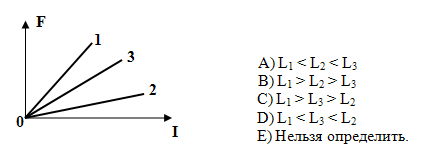 F
1
3
2
0
I
A) L₁ < L₂ < L₃
B) L₁ > L₂ > L₃
C) L₁ > L₃ > L₂
D) L₁ < L₃ < L₂
E) Нельзя определить.